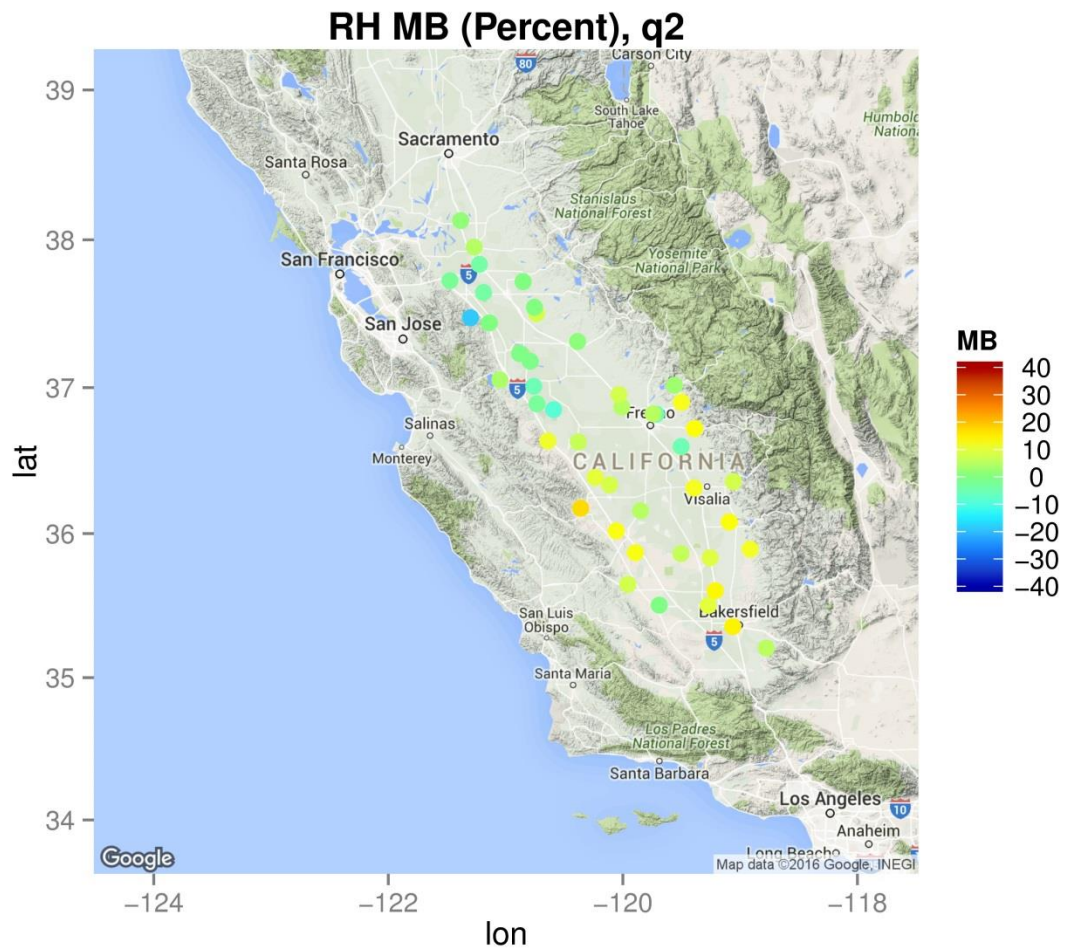 RH MB (Percent), q2
39
38
37
36
35
34
lat
−124
−122
−120
−118
lon
MB
40
30
20
10
0
−10
−20
−30
−40
80
Carson City
South Lake
Tahoe
Sacramento
Santa Rosa
Stanislaus
National Forest
Yosemite
National Park
San Francisco
5
San Jose
5
Salinas
Monterey
CALIFORNIA
Visalia
San Luis
Obispo
Bakersfield
5
Santa Maria
Los Padres
National Forest
Santa Barbara
Los Angeles
10
Anaheim
Long Beach
Google
Map data ©2016 Google, INEGI